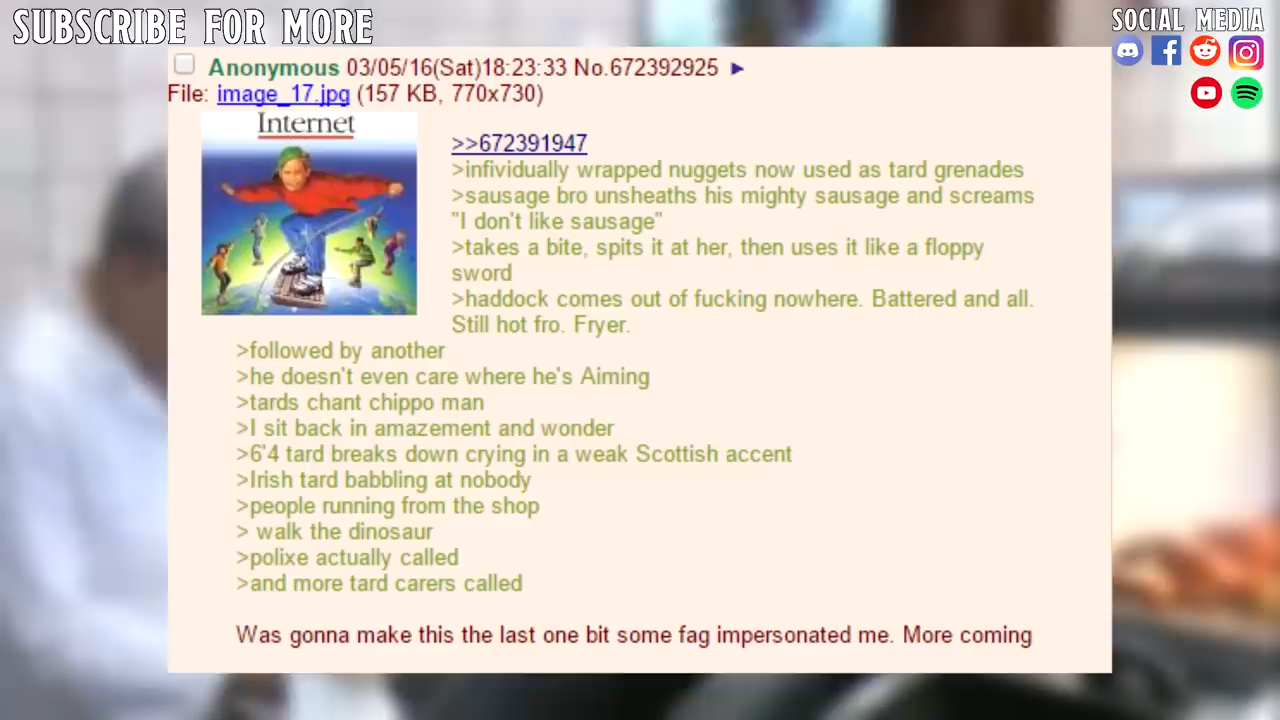 SUBSCRIBE FOR MORE
SOCIAL MEDIA
Anonymous 03/05/16(Sat)18:23:33 No.672392925 ►
File: image_17.jpg (157 KB, 770x730)
Internet
>>672391947
>infividually wrapped nuggets now used as tard grenades
>sausage bro unsheaths his mighty sausage and screams
"I don't like sausage"
>takes a bite, spits it at her, then uses it like a floppy
sword
>haddock comes out of fucking nowhere. Battered and all.
Still hot fro. Fryer.
>followed by another
>he doesn't even care where he's Aiming
>tards chant chippo man
>I sit back in amazement and wonder
>6'4 tard breaks down crying in a weak Scottish accent
>Irish tard babbling at nobody
>people running from the shop
> walk the dinosaur
>polixe actually called
>and more tard carers called
Was gonna make this the last one bit some fag impersonated me. More coming